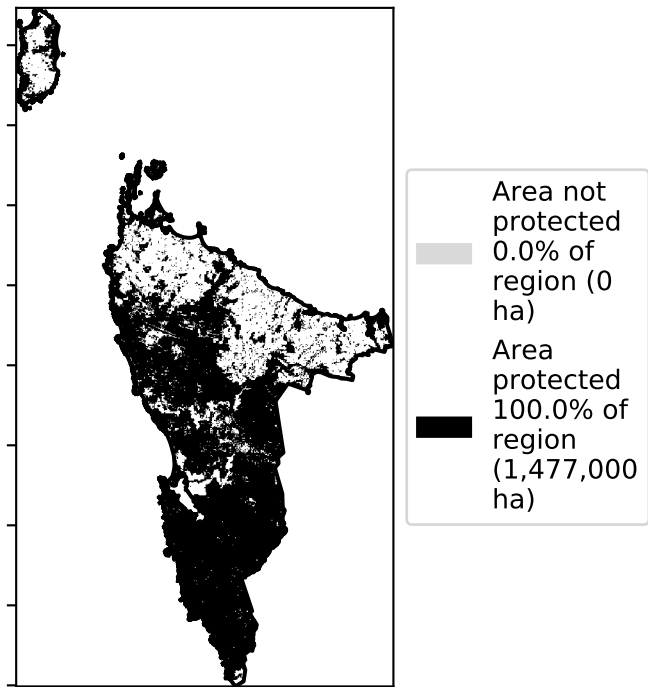 Area not
protected
0.0% of
region (0
ha)
Area
protected
100.0% of
region
(1,477,000
ha)